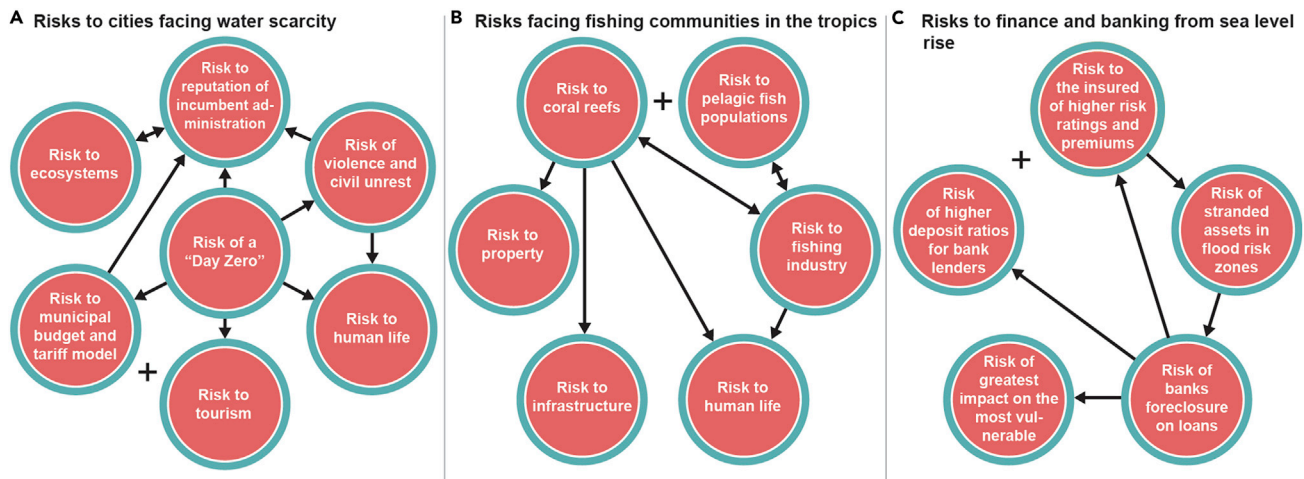 A Risks to cities facing water scarcity
Risk to
reputation of
incumbent ad-
ministration
Risk to
ecosystems
Risk of
violence and
civil unrest
Risk of a
“Day Zero”
Risk to
municipal
budget and
tariff model
Risk to
human life
+
Risk to
tourism
B Risks facing fishing communities in the tropics
Risk to
coral reefs
+
Risk to
pelagic fish
populations
Risk to
property
Risk to
fishing
industry
Risk to
infrastructure
Risk to
human life
C Risks to finance and banking from sea level
rise
Risk to
the insured
of higher risk
ratings and
premiums
+
Risk
of higher
deposit ratios
for bank
lenders
Risk of
stranded
assets in
flood risk
zones
Risk of
greatest
impact on the
most vul-
nerable
Risk of
banks
foreclosure
on loans